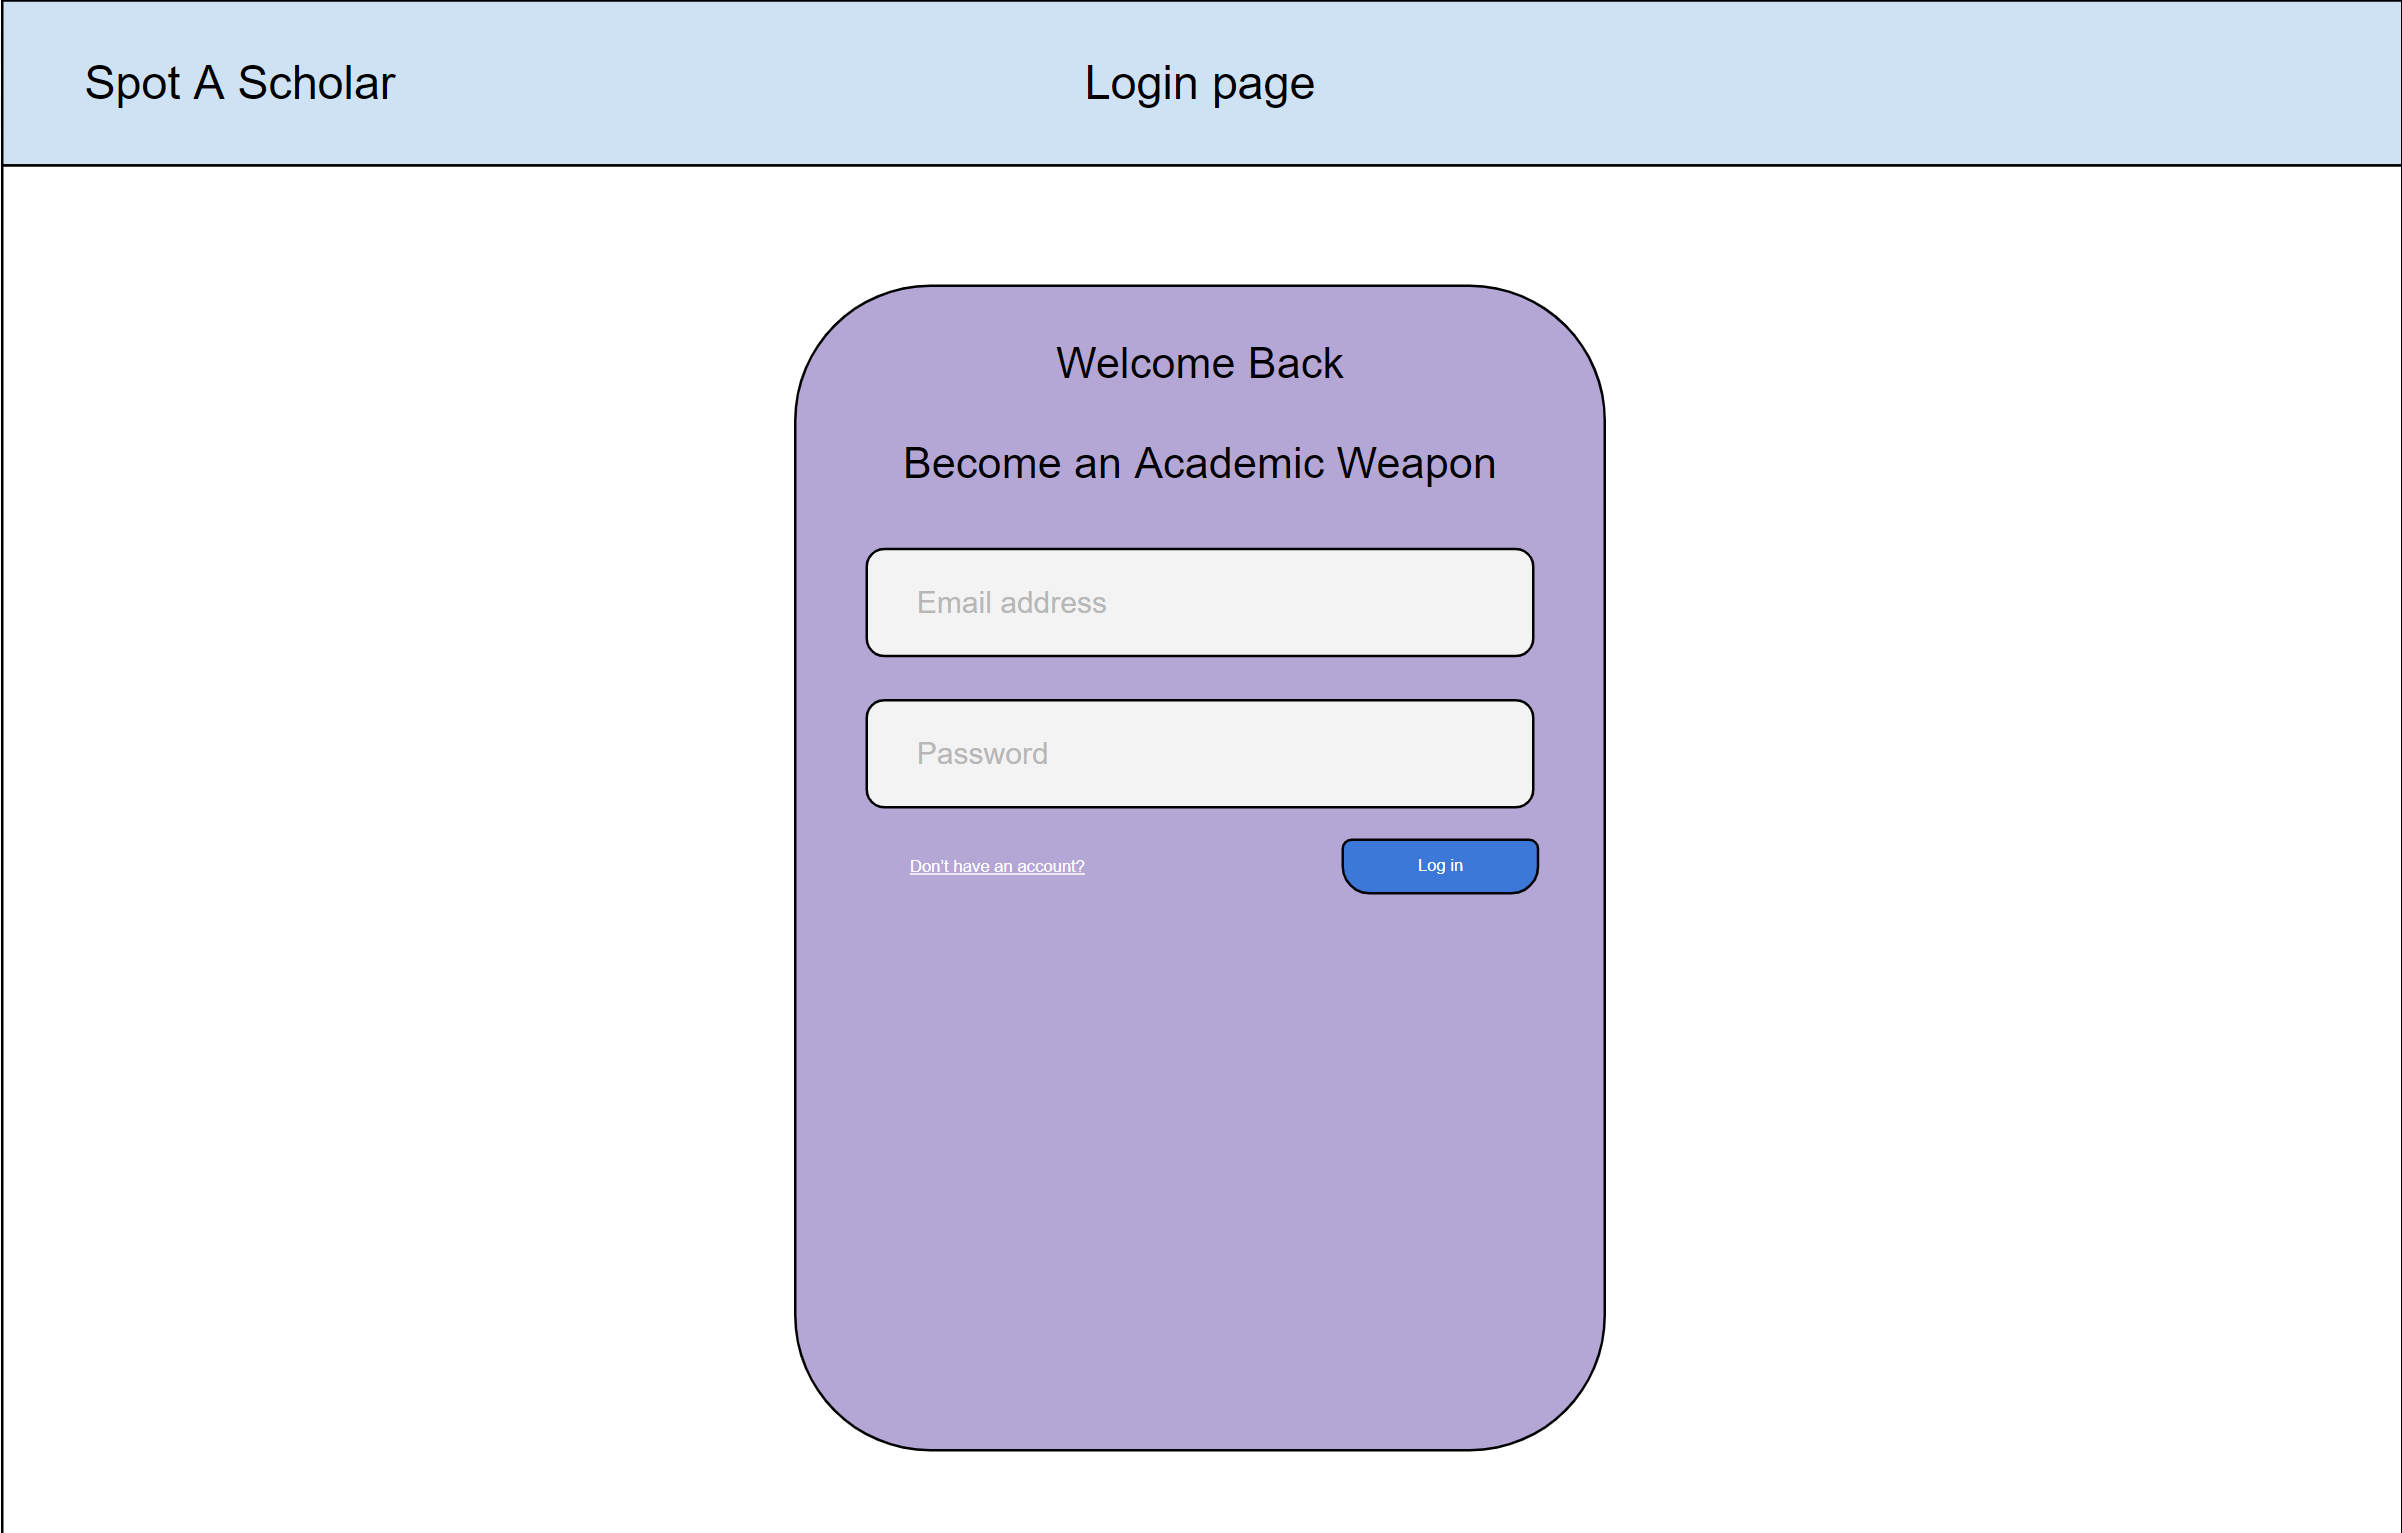 Spot A Scholar
Login page
Welcome Back
Become an Academic Weapon
Email address
Password
Don't have an account?
Log in